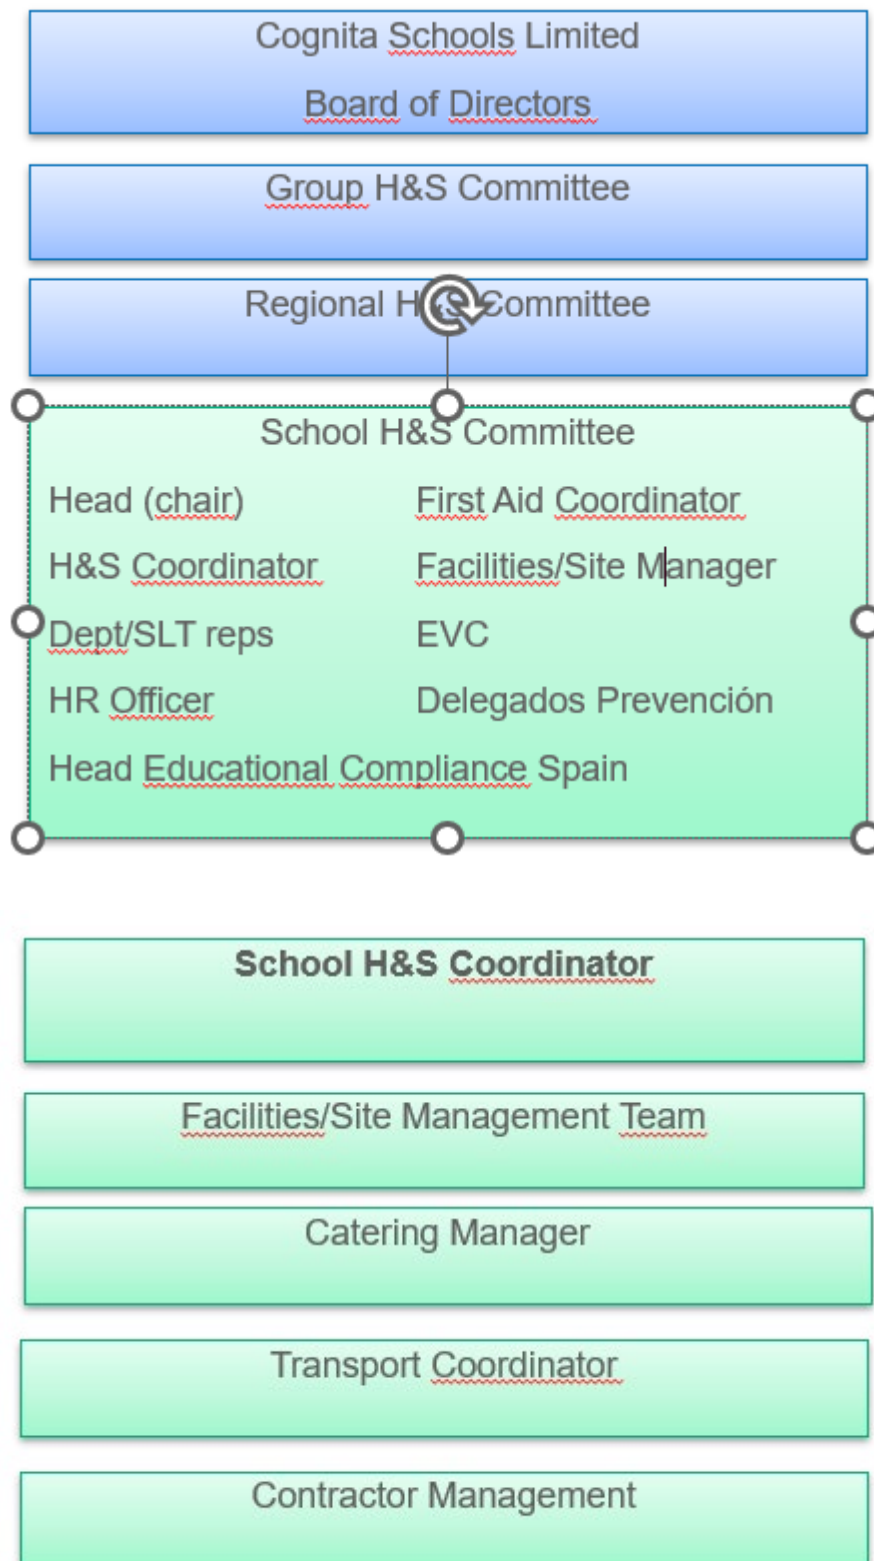 Cognita Schools Limited
Board of Directors
Group H&S Committee
Regional H&S Committee
School H&S Committee
Head (chair) First Aid Coordinator
H&S Coordinator Facilities/Site Manager
Dept/SLT reps EVC
HR Officer Delegados Prevención
Head Educational Compliance Spain
School H&S Coordinator
Facilities/Site Management Team
Catering Manager
Transport Coordinator
Contractor Management